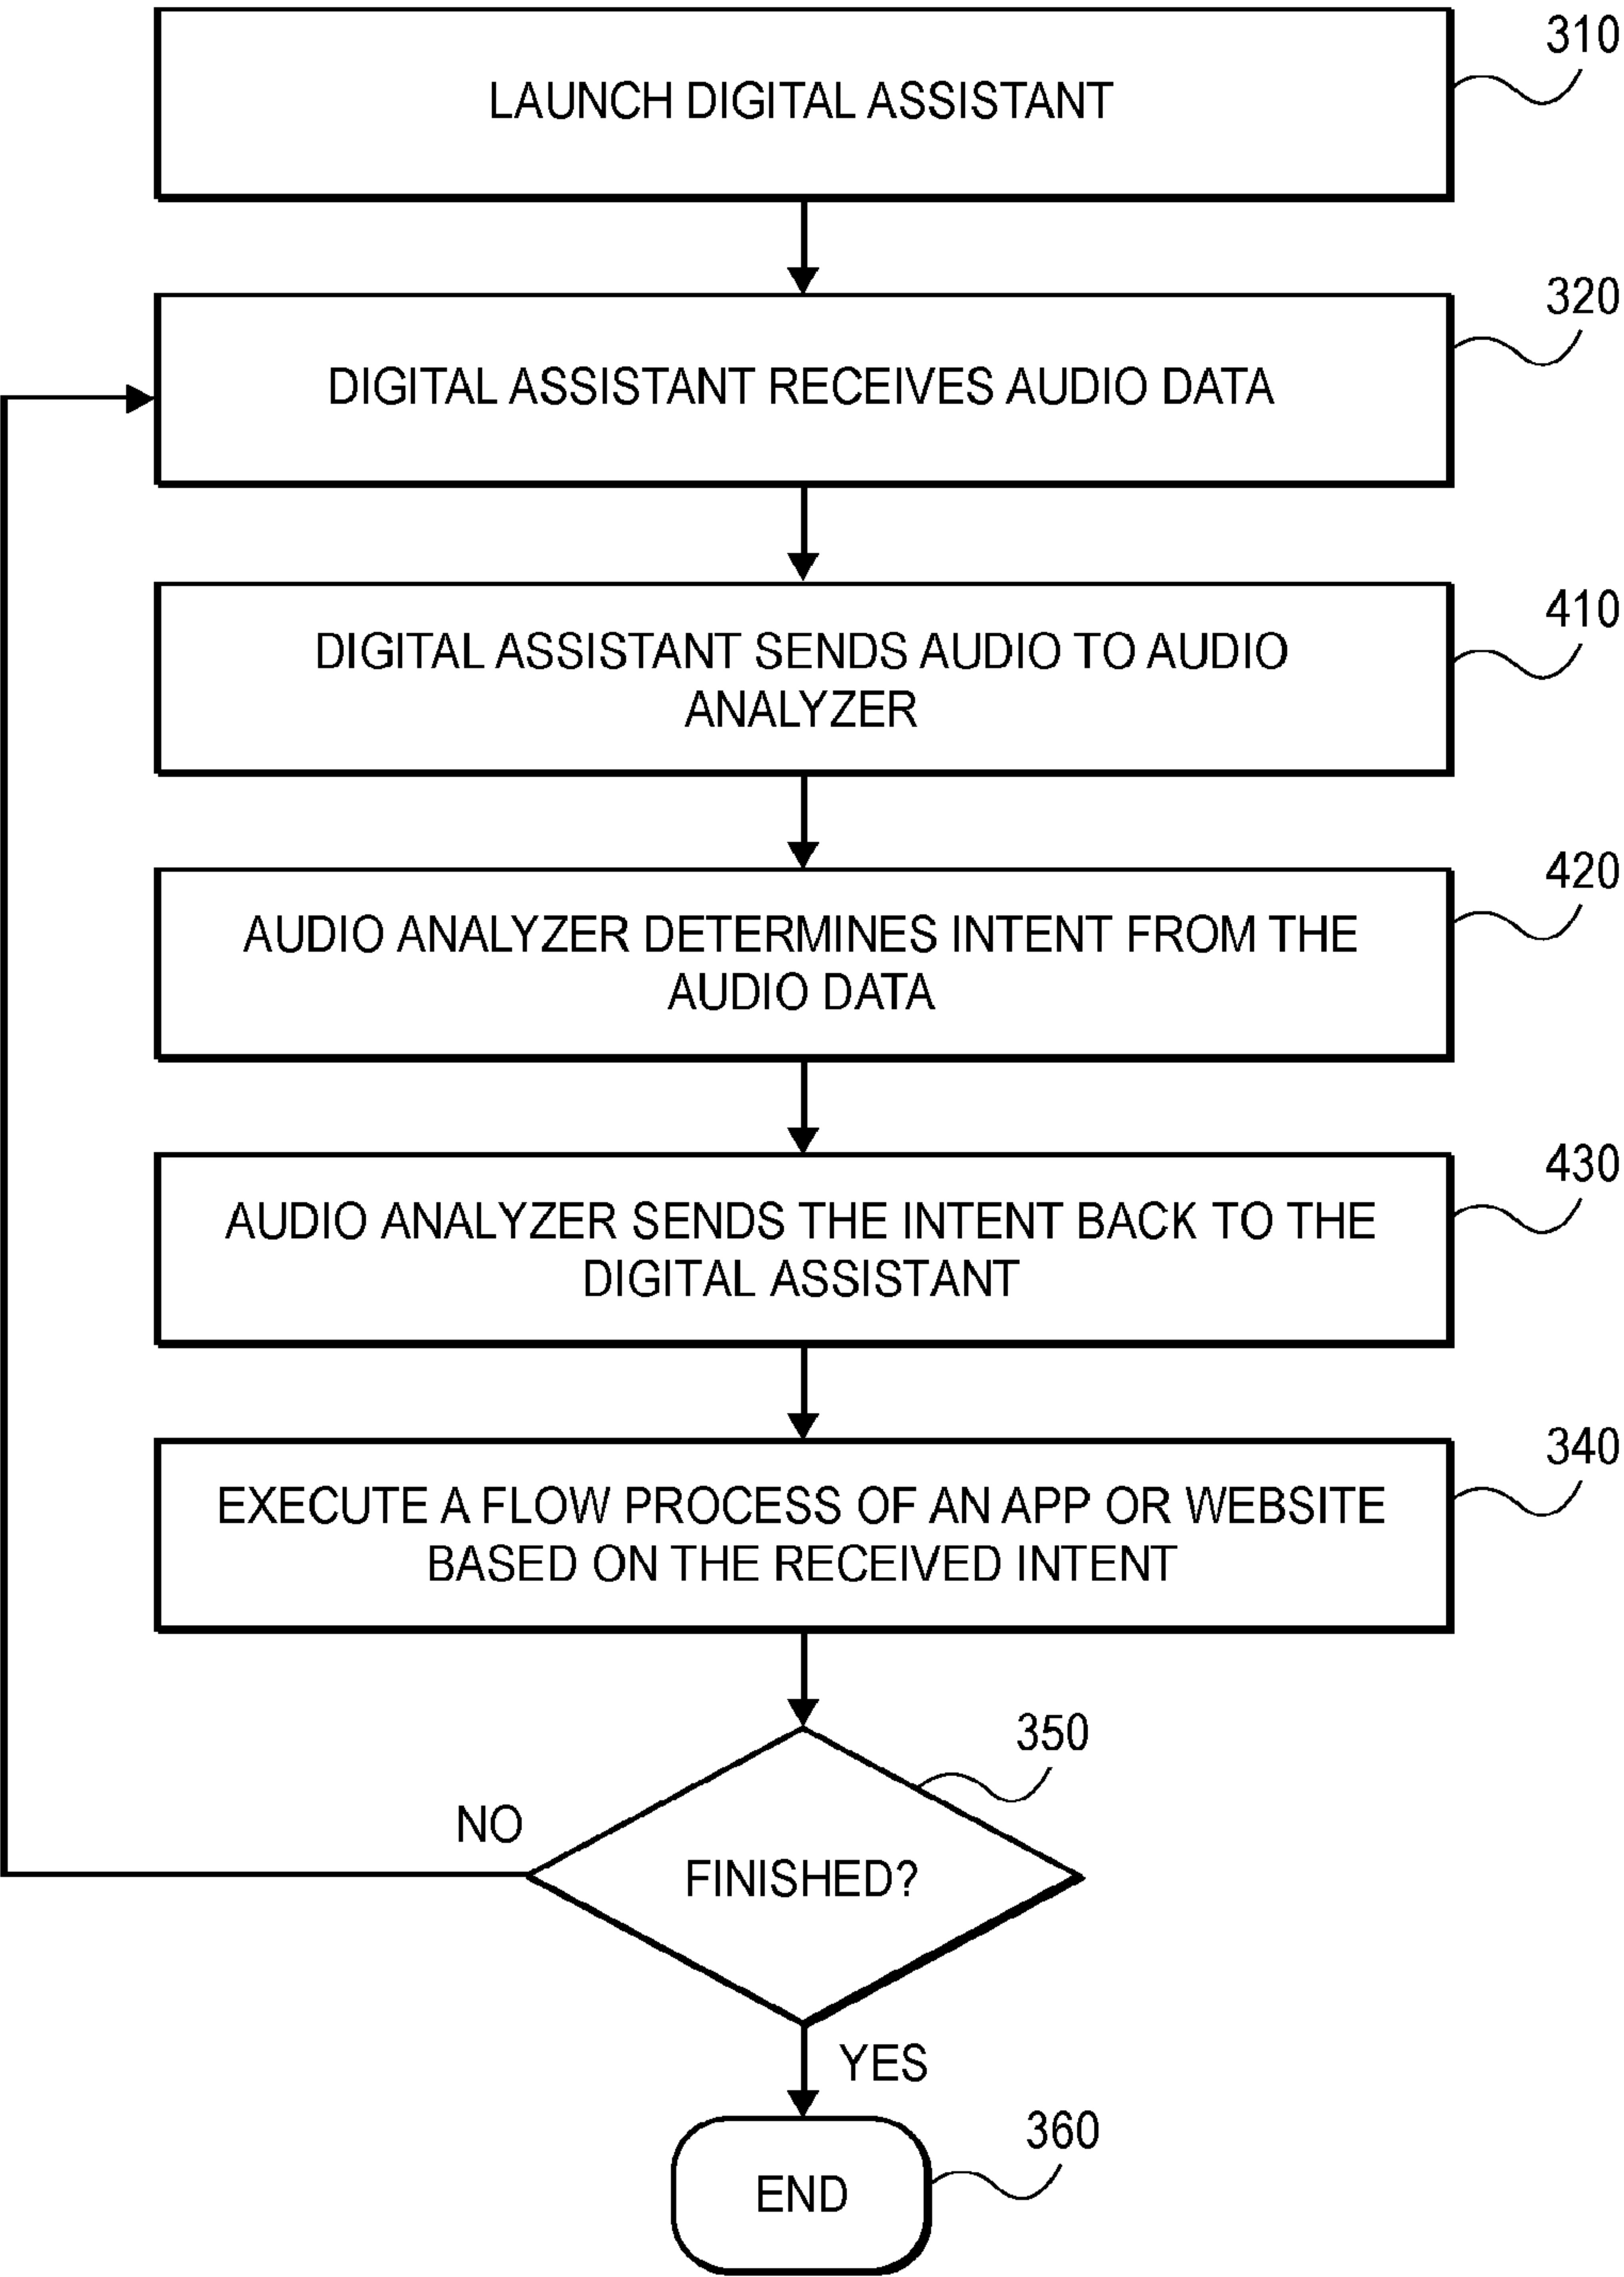 310
LAUNCH DIGITAL ASSISTANT
320
DIGITAL ASSISTANT RECEIVES AUDIO DATA
410
DIGITAL ASSISTANT SENDS AUDIO TO AUDIO
ANALYZER
420
AUDIO ANALYZER DETERMINES INTENT FROM THE
AUDIO DATA
430
AUDIO ANALYZER SENDS THE INTENT BACK TO THE
DIGITAL ASSISTANT
340
EXECUTE A FLOW PROCESS OF AN APP OR WEBSITE
BASED ON THE RECEIVED INTENT
350
NO
FINISHED?
YES
360
END